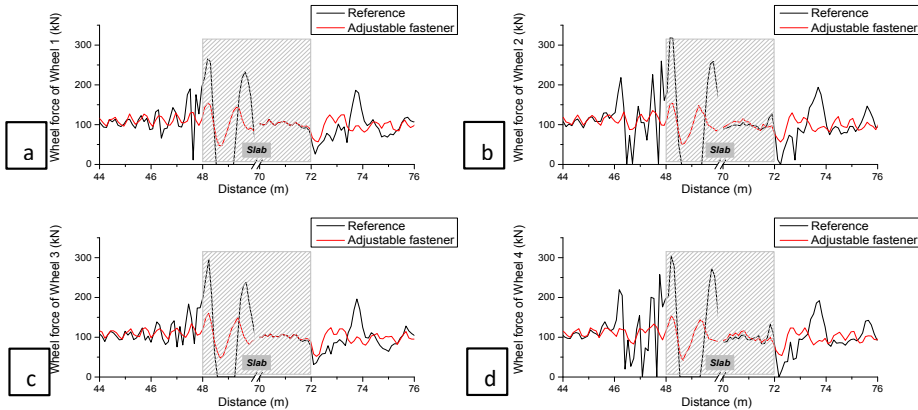 Reference
Adjustable fastener
Wheel force of Wheel 1 (kN)
300
200
100
0
Slab
44 46 48 70 72 74 76
Distance (m)
a
Reference
Adjustable fastener
Wheel force of Wheel 2 (kN)
300
200
100
0
Slab
44 46 48 70 72 74 76
Distance (m)
b
Reference
Adjustable fastener
Wheel force of Wheel 3 (kN)
300
200
100
0
Slab
44 46 48 70 72 74 76
Distance (m)
c
Reference
Adjustable fastener
Wheel force of Wheel 4 (kN)
300
200
100
0
Slab
44 46 48 70 72 74 76
Distance (m)
d